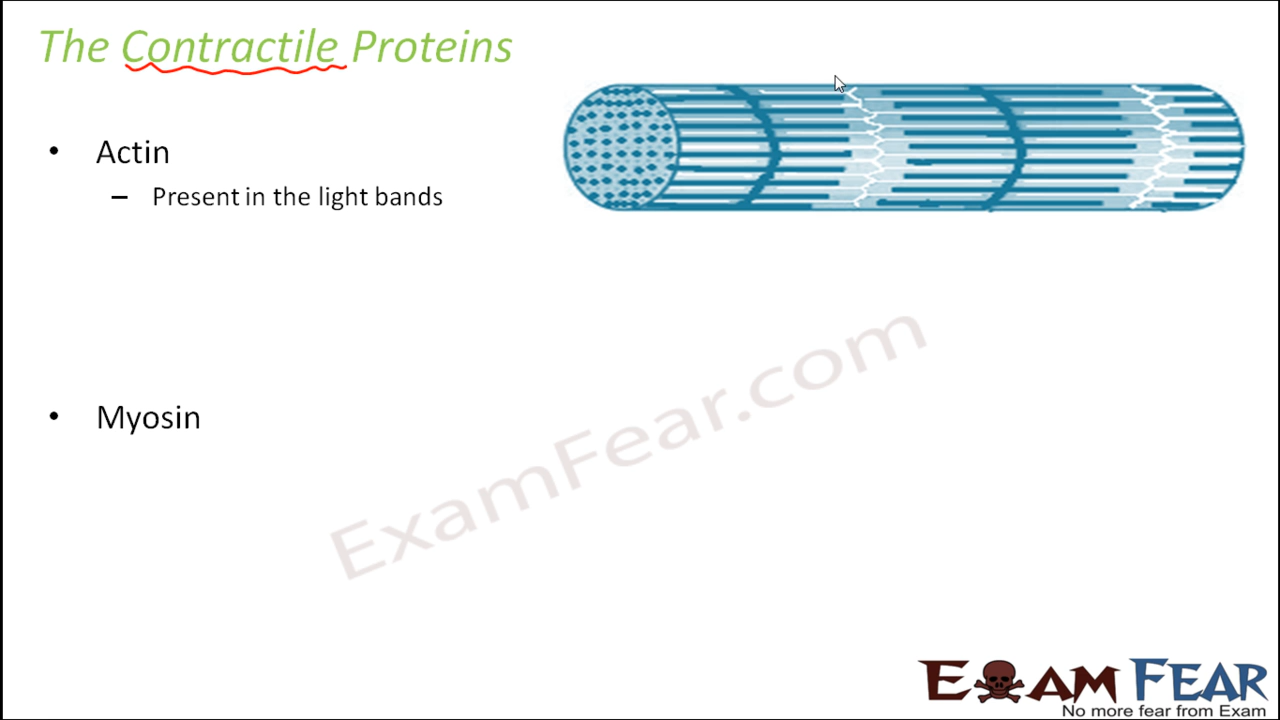 The Contractile Proteins
• Actin
– Present in the light bands
• Myosin
ExamFear.com
EXAM FEAR
No more fear from Exam